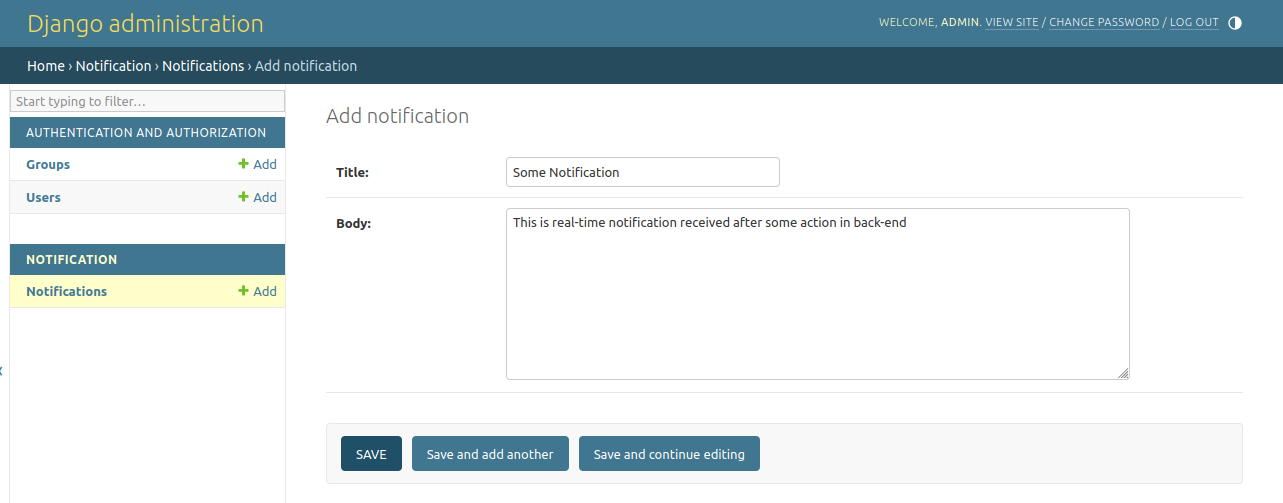 Django administration
WELCOME, ADMIN. VIEW SITE / CHANGE PASSWORD / LOG OUT
Home › Notification › Notifications › Add notification
Start typing to filter…
AUTHENTICATION AND AUTHORIZATION
Groups + Add
Users + Add
NOTIFICATION
Notifications + Add
Add notification
Title: Some Notification
Body: This is real-time notification received after some action in back-end
SAVE Save and add another Save and continue editing